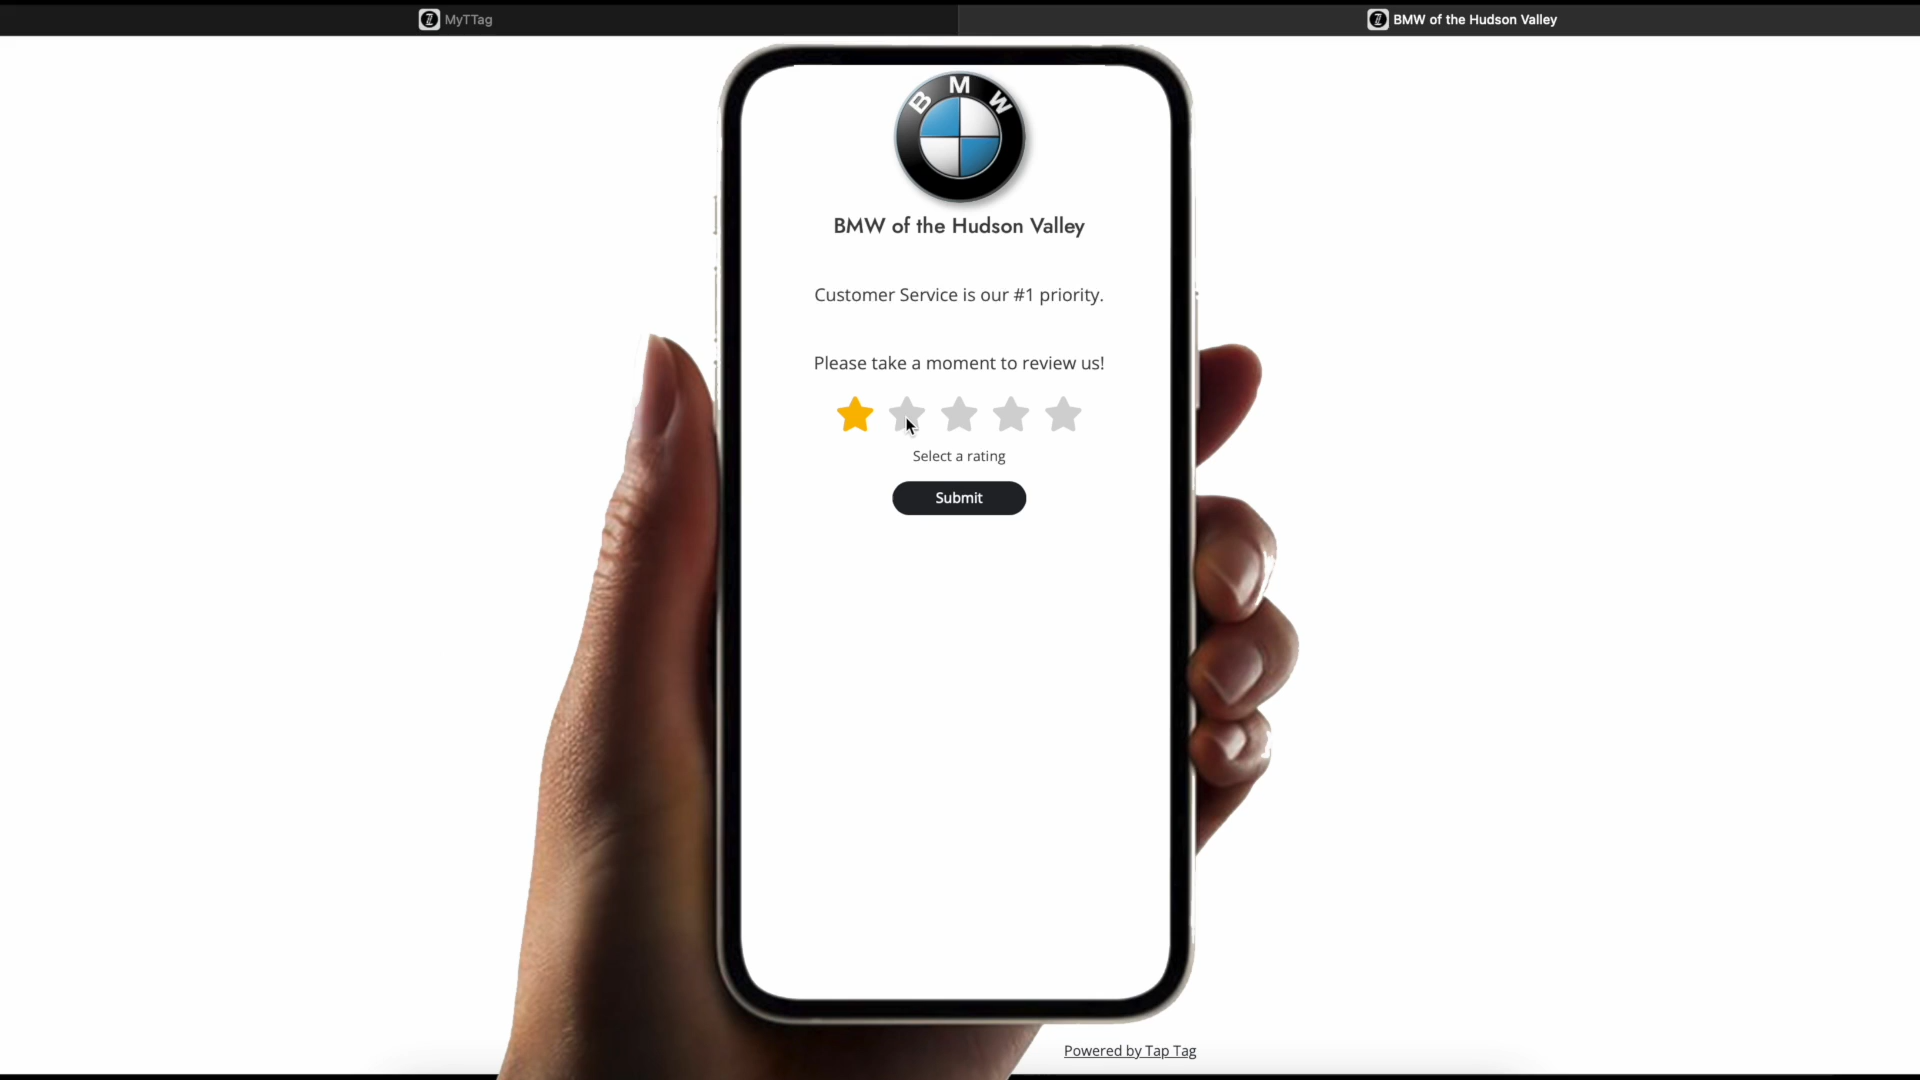 MyTTag
BMW of the Hudson Valley
B M W
BMW of the Hudson Valley
Customer Service is our #1 priority.
Please take a moment to review us!
Select a rating
Submit
Powered by Tap Tag